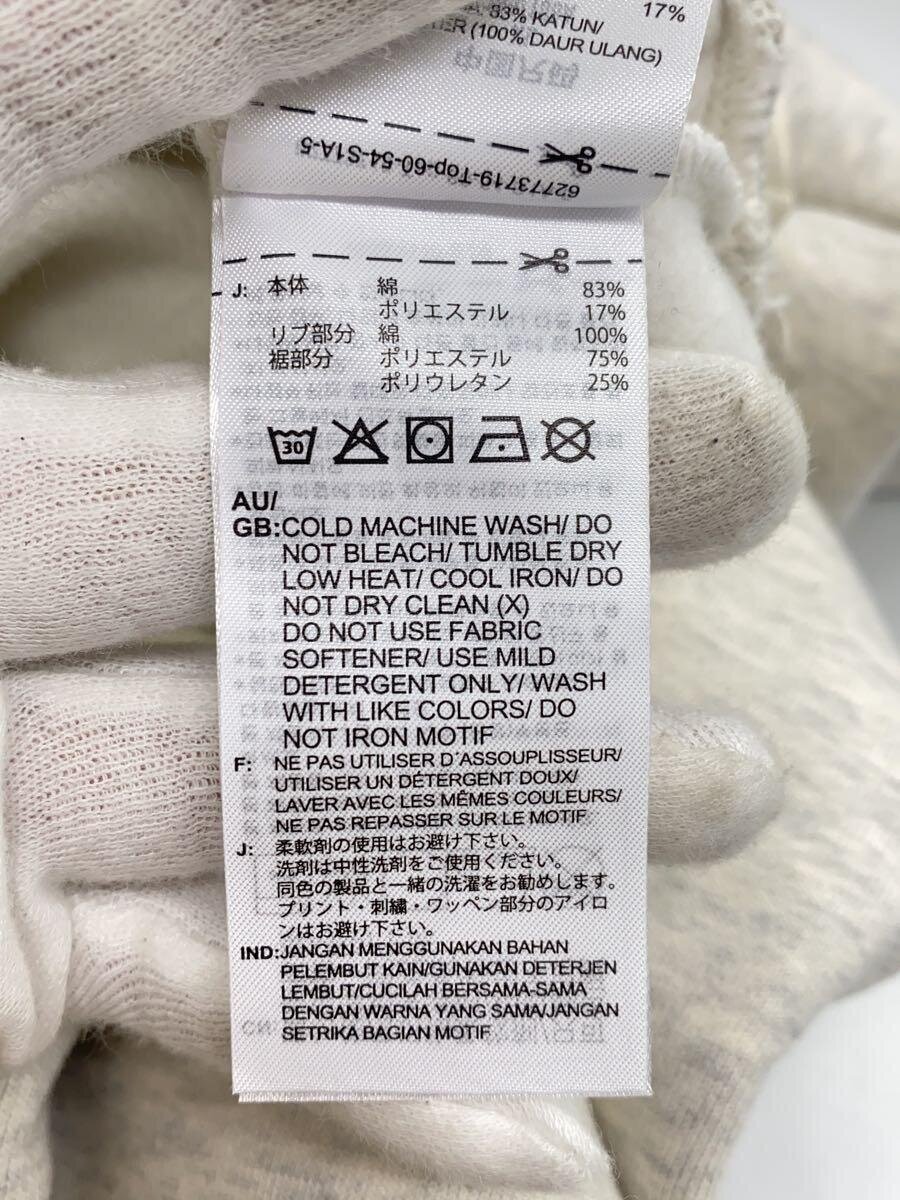 17%
: 83% KATUN/
(100% DAUR ULANG)
62773719-Top-60-54-S1A-5
J: 本体 綿 83%
ポリエステル 17%
リブ部分 綿 100%
裾部分 ポリエステル 75%
ポリウレタン 25%
30
AU/
GB:COLD MACHINE WASH/ DO
NOT BLEACH/ TUMBLE DRY
LOW HEAT/ COOL IRON/ DO
NOT DRY CLEAN (X)
DO NOT USE FABRIC
SOFTENER/ USE MILD
DETERGENT ONLY/ WASH
WITH LIKE COLORS/ DO
NOT IRON MOTIF
F: NE PAS UTILISER D´ASSOUPLISSEUR/
UTILISER UN DÉTERGENT DOUX/
LAVER AVEC LES MÊMES COULEURS/
NE PAS REPASSER SUR LE MOTIF
J: 柔軟剤の使用はお避け下さい。
洗剤は中性洗剤をご使用ください。
同色の製品と一緒の洗濯をお勧めします。
プリント・刺繍・ワッペン部分のアイロ
ンはお避け下さい。
IND:JANGAN MENGGUNAKAN BAHAN
PELEMBUT KAIN/GUNAKAN DETERJEN
LEMBUT/CUCILAH BERSAMA-SAMA
DENGAN WARNA YANG SAMA/JANGAN
SETRIKA BAGIAN MOTIF